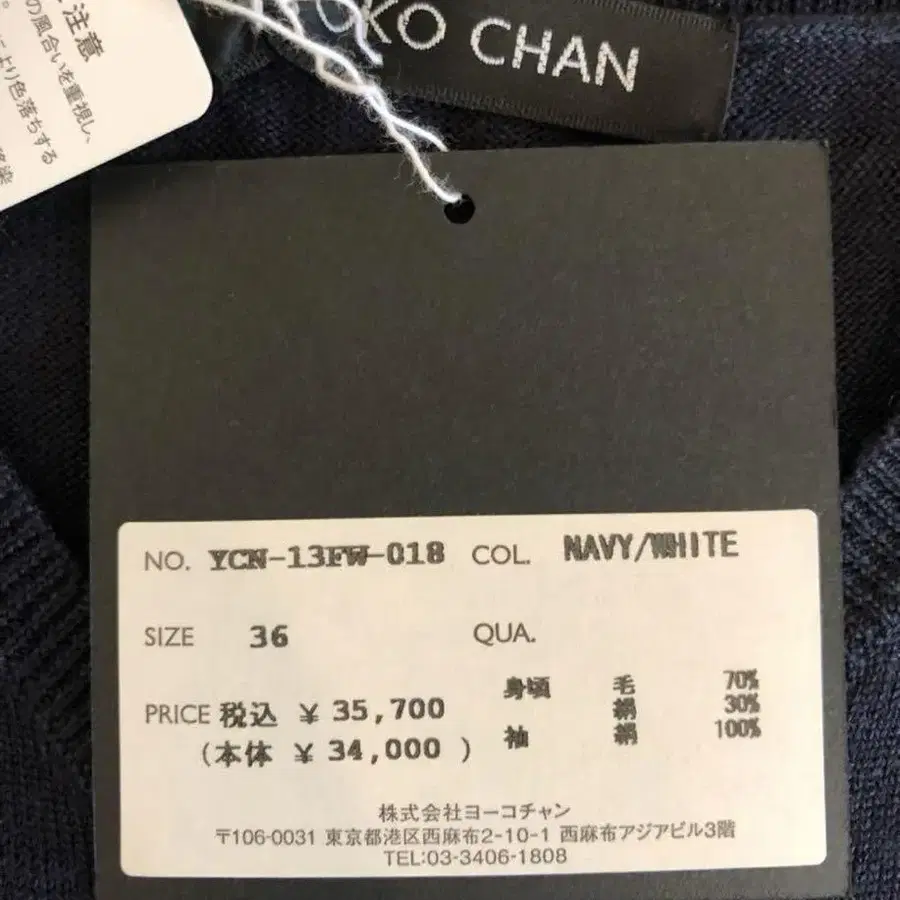 注意
の風合いを重視し、
より色落ちする
OKO CHAN
NO. YCN-13FW-018 COL. NAVY/WHITE
SIZE 36 QUA.
身頃 毛 70%
絹 30%
袖 絹 100%
PRICE 税込 ¥ 35,700
(本体 ¥ 34,000 )
株式会社ヨーコチャン
〒106-0031 東京都港区西麻布2-10-1 西麻布アジアビル3階
TEL:03-3406-1808